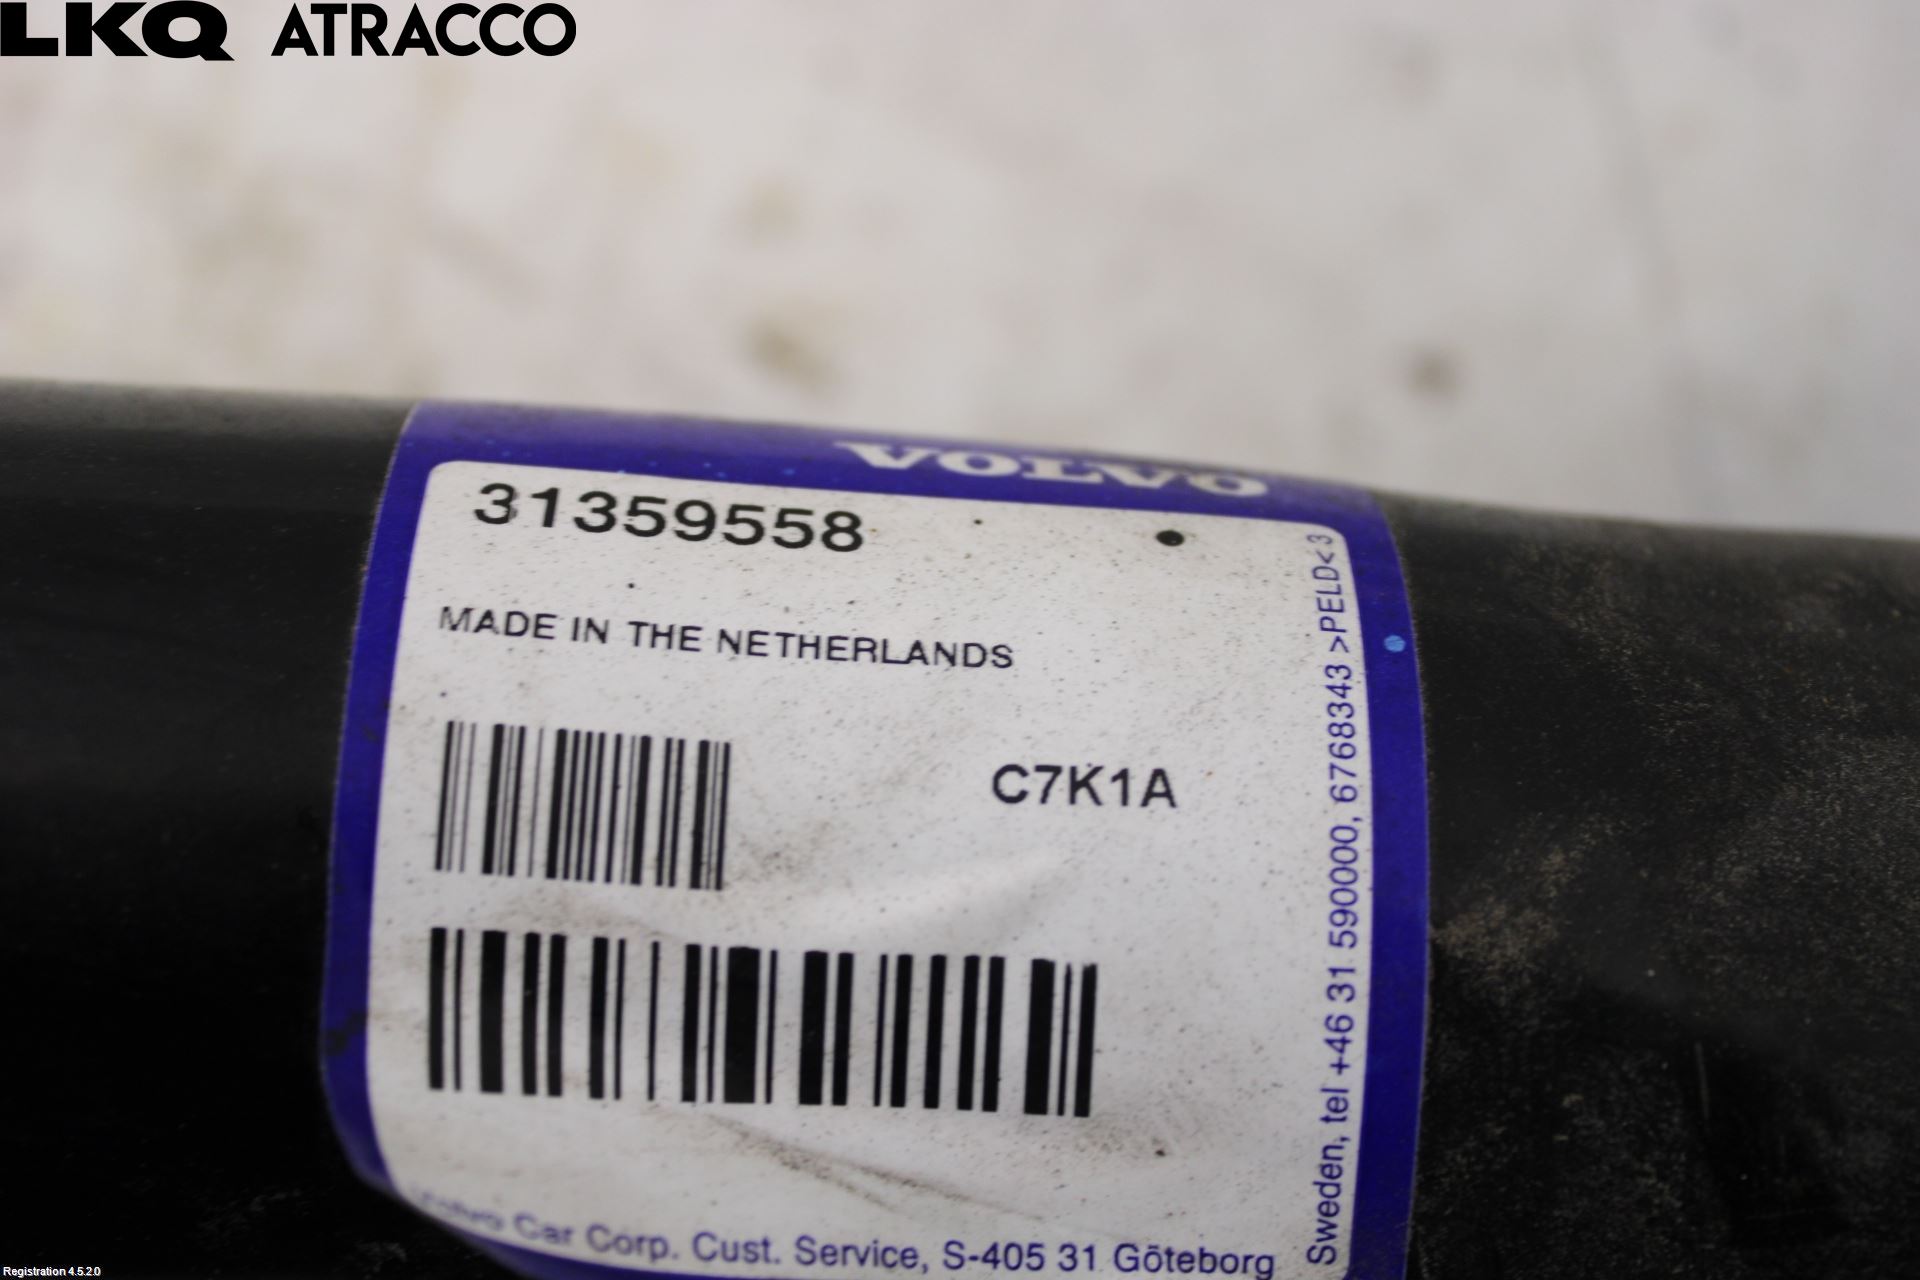 LKQ ATRACCO
VOLVO
31359558
MADE IN THE NETHERLANDS
C7K1A
Volvo Car Corp. Cust. Service, S-405 31 Göteborg
Sweden, tel +46 31 590000, 6768343 >PELD< 3
Registration 4.5.2.0